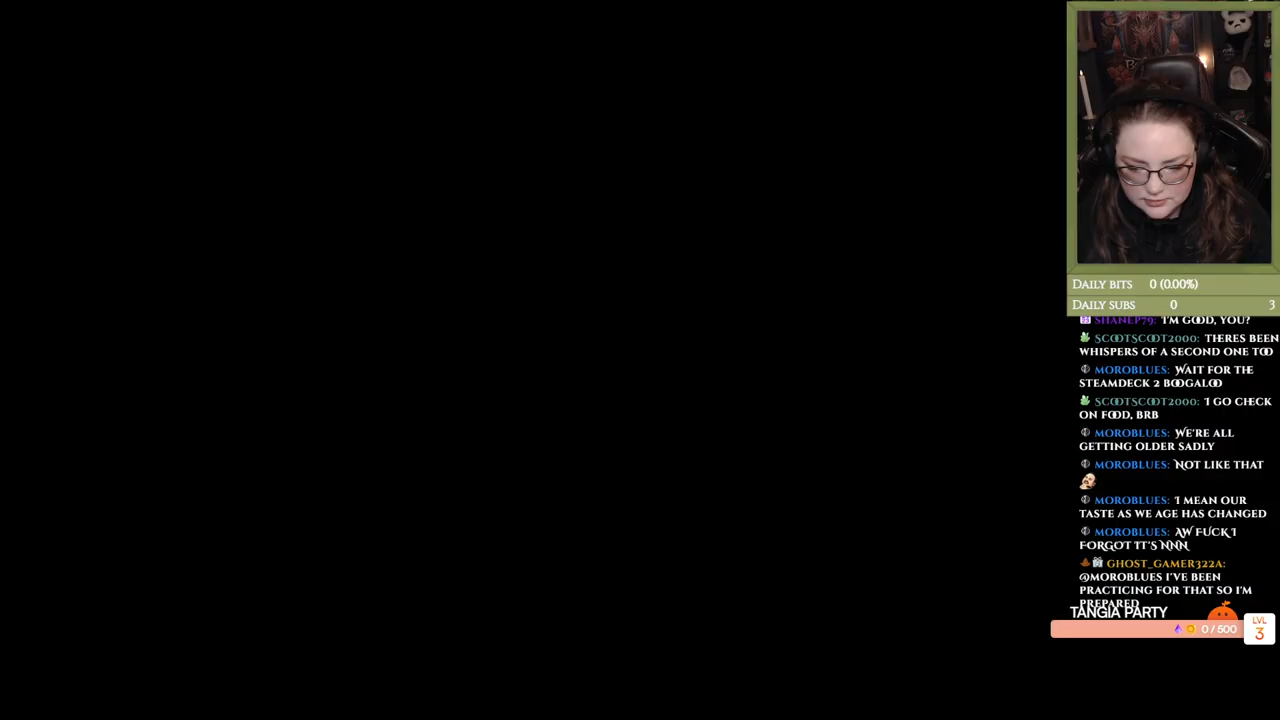 DAILY BITS 0 (0.00%)
DAILY SUBS 0 3
SHANEP79: I'M GOOD, YOU?
SCOOTSCOOT2000: THERES BEEN
WHISPERS OF A SECOND ONE TOO
MOROBLUES: WAIT FOR THE
STEAMDECK 2 BOOGALOO
SCOOTSCOOT2000: I GO CHECK
ON FOOD, BRB
MOROBLUES: WE'RE ALL
GETTING OLDER SADLY
MOROBLUES: NOT LIKE THAT
MOROBLUES: I MEAN OUR
TASTE AS WE AGE HAS CHANGED
MOROBLUES: AW FUCK I
FORGOT IT'S NNN
GHOST_GAMER322A:
@MOROBLUES I'VE BEEN
PRACTICING FOR THAT SO I'M
PREPARED
TANGIA PARTY
0 / 500
LVL
3